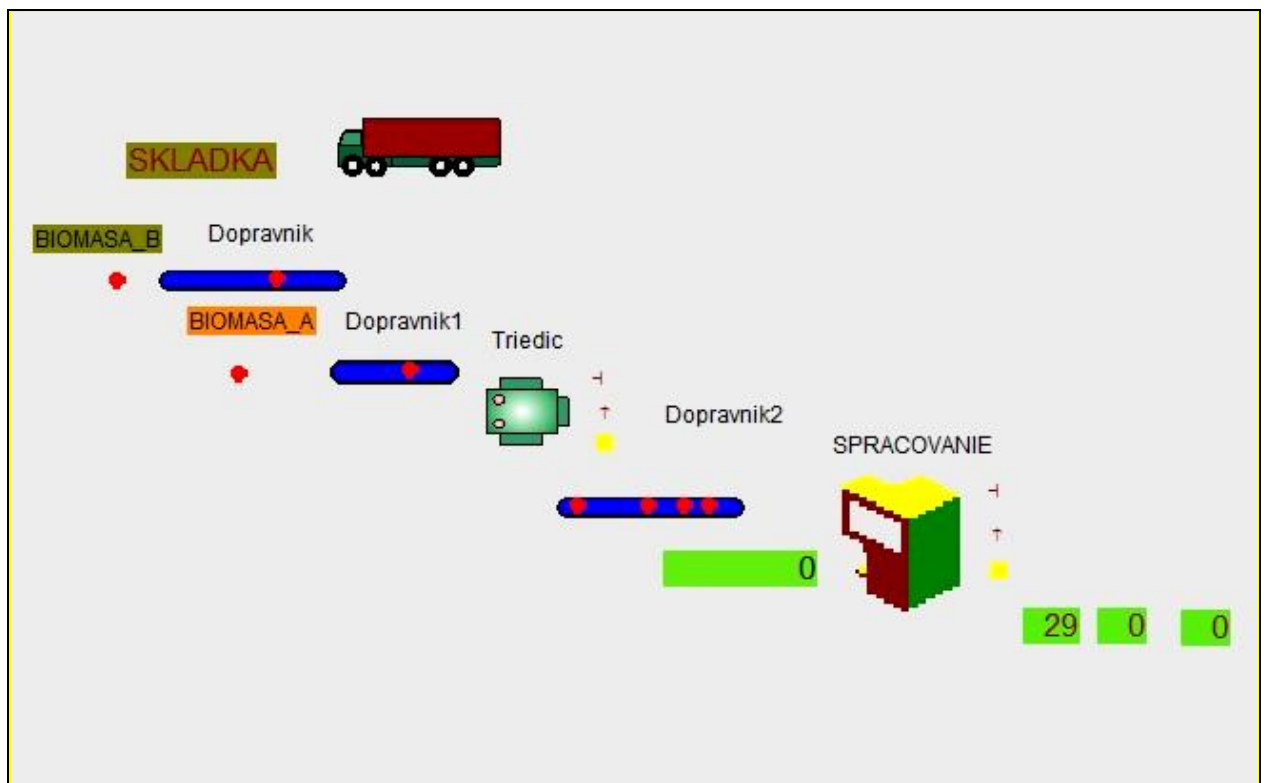 SKLADKA
BIOMASA_B
Dopravnik
BIOMASA_A
Dopravnik1
Triedic
Dopravnik2
SPRACOVANIE
0
29 0 0